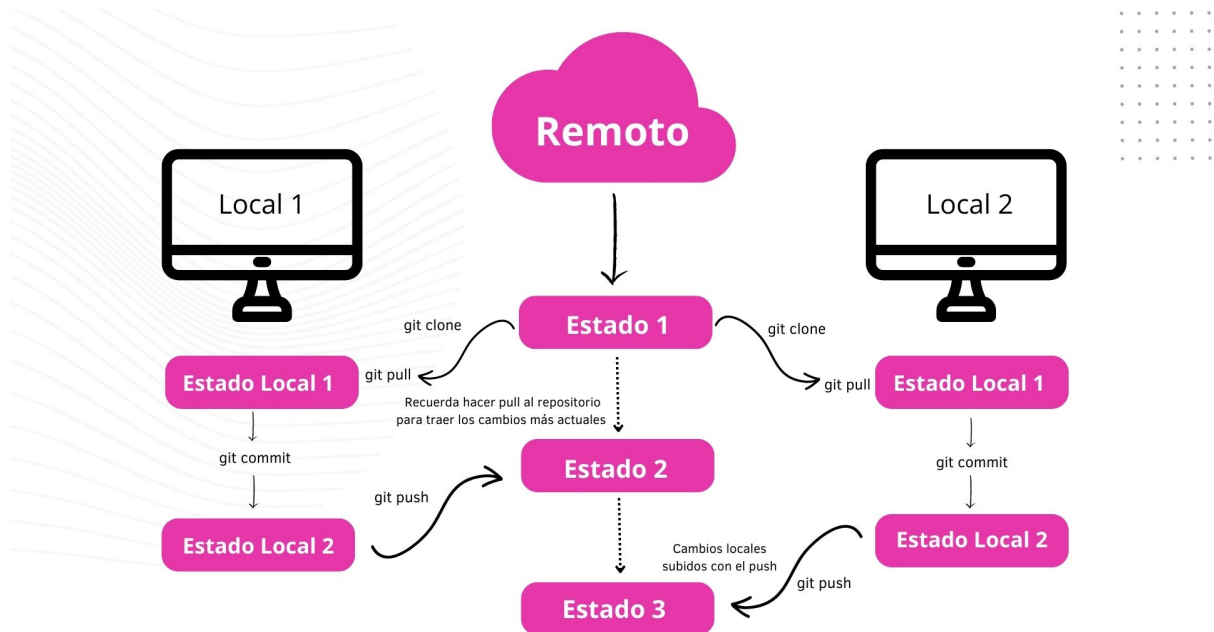 Remoto
Local 1
Local 2
Estado 1
git clone
git clone
Estado Local 1
git pull
git pull
Estado Local 1
Recuerda hacer pull al repositorio
para traer los cambios más actuales
git commit
git commit
Estado 2
git push
Estado Local 2
Estado Local 2
Cambios locales
subidos con el push
git push
Estado 3